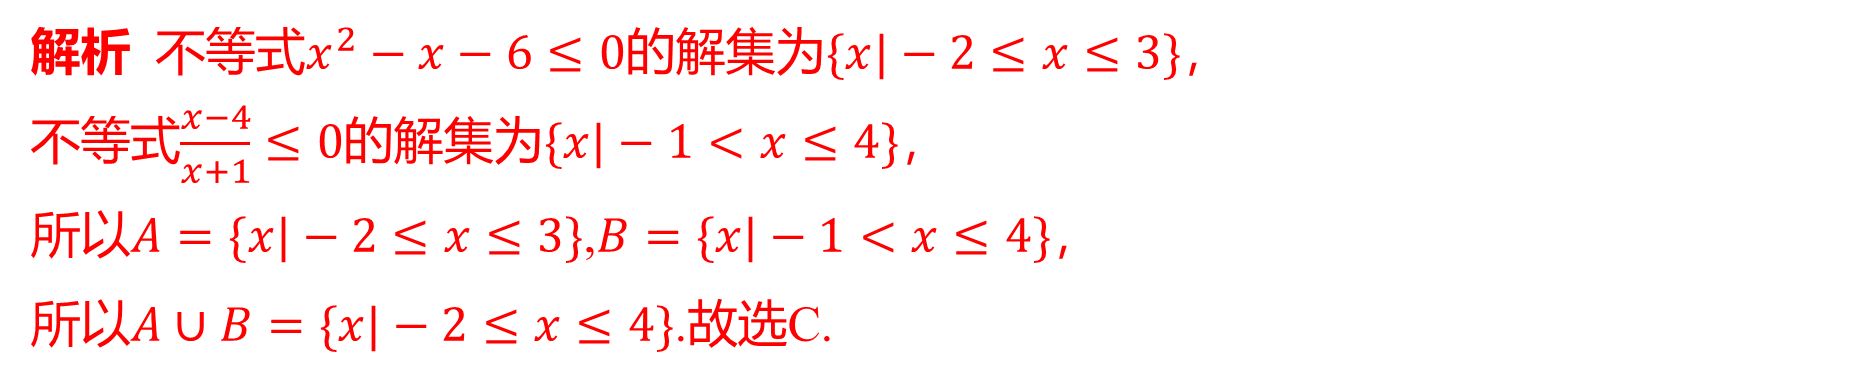 解析 不等式x² − x − 6 ≤ 0的解集为{x| − 2 ≤ x ≤ 3},
不等式\frac{x−4}{x+1} ≤ 0的解集为{x| − 1 < x ≤ 4},
所以A = {x| − 2 ≤ x ≤ 3},B = {x| − 1 < x ≤ 4},
所以A ∪ B = {x| − 2 ≤ x ≤ 4}.故选C.